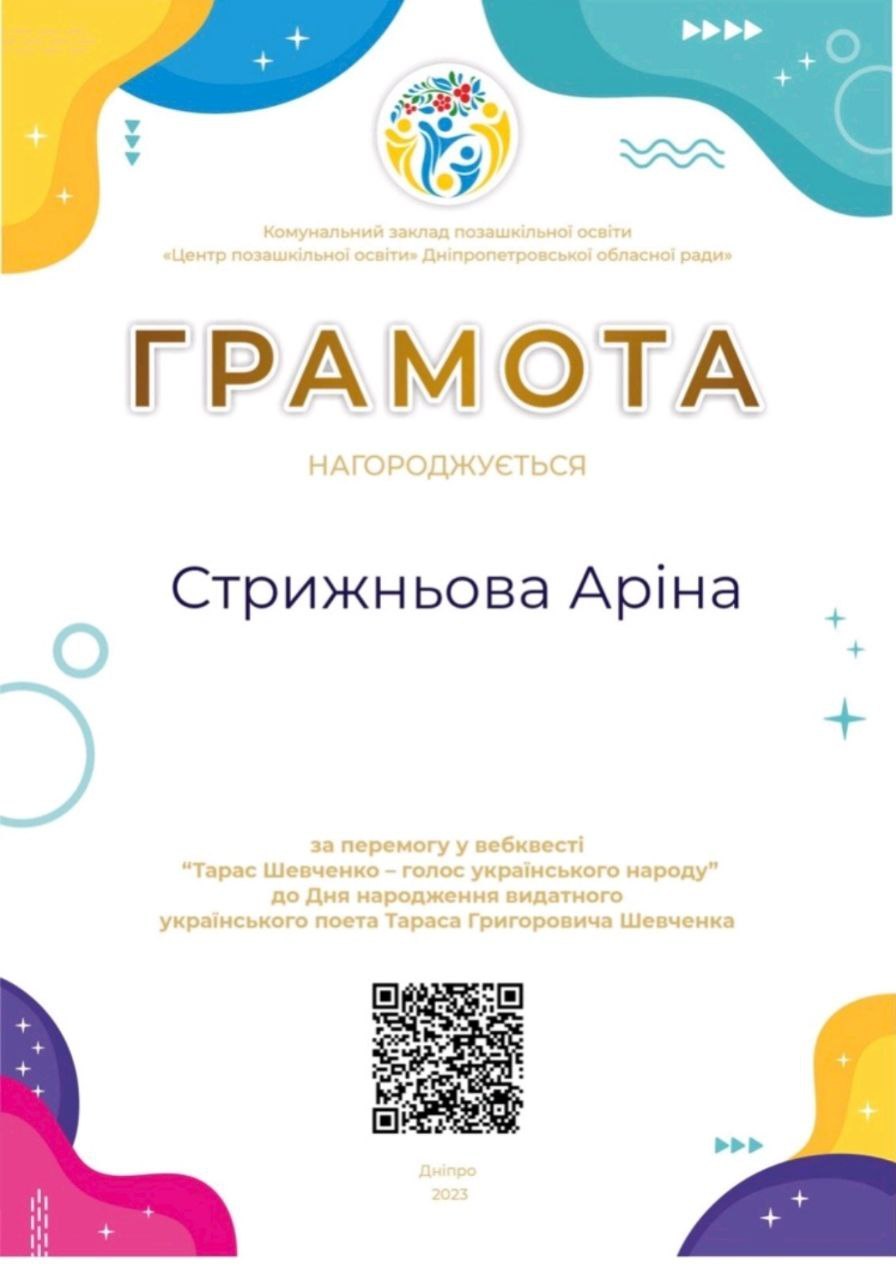 Комунальний заклад позашкільної освіти
«Центр позашкільної освіти» Дніпропетровської обласної ради»
ГРАМОТА
НАГОРОДЖУЄТЬСЯ
Стрижньова Аріна
за перемогу у вебквесті
“Тарас Шевченко – голос українського народу”
до Дня народження видатного
українського поета Тараса Григоровича Шевченка
Дніпро
2023